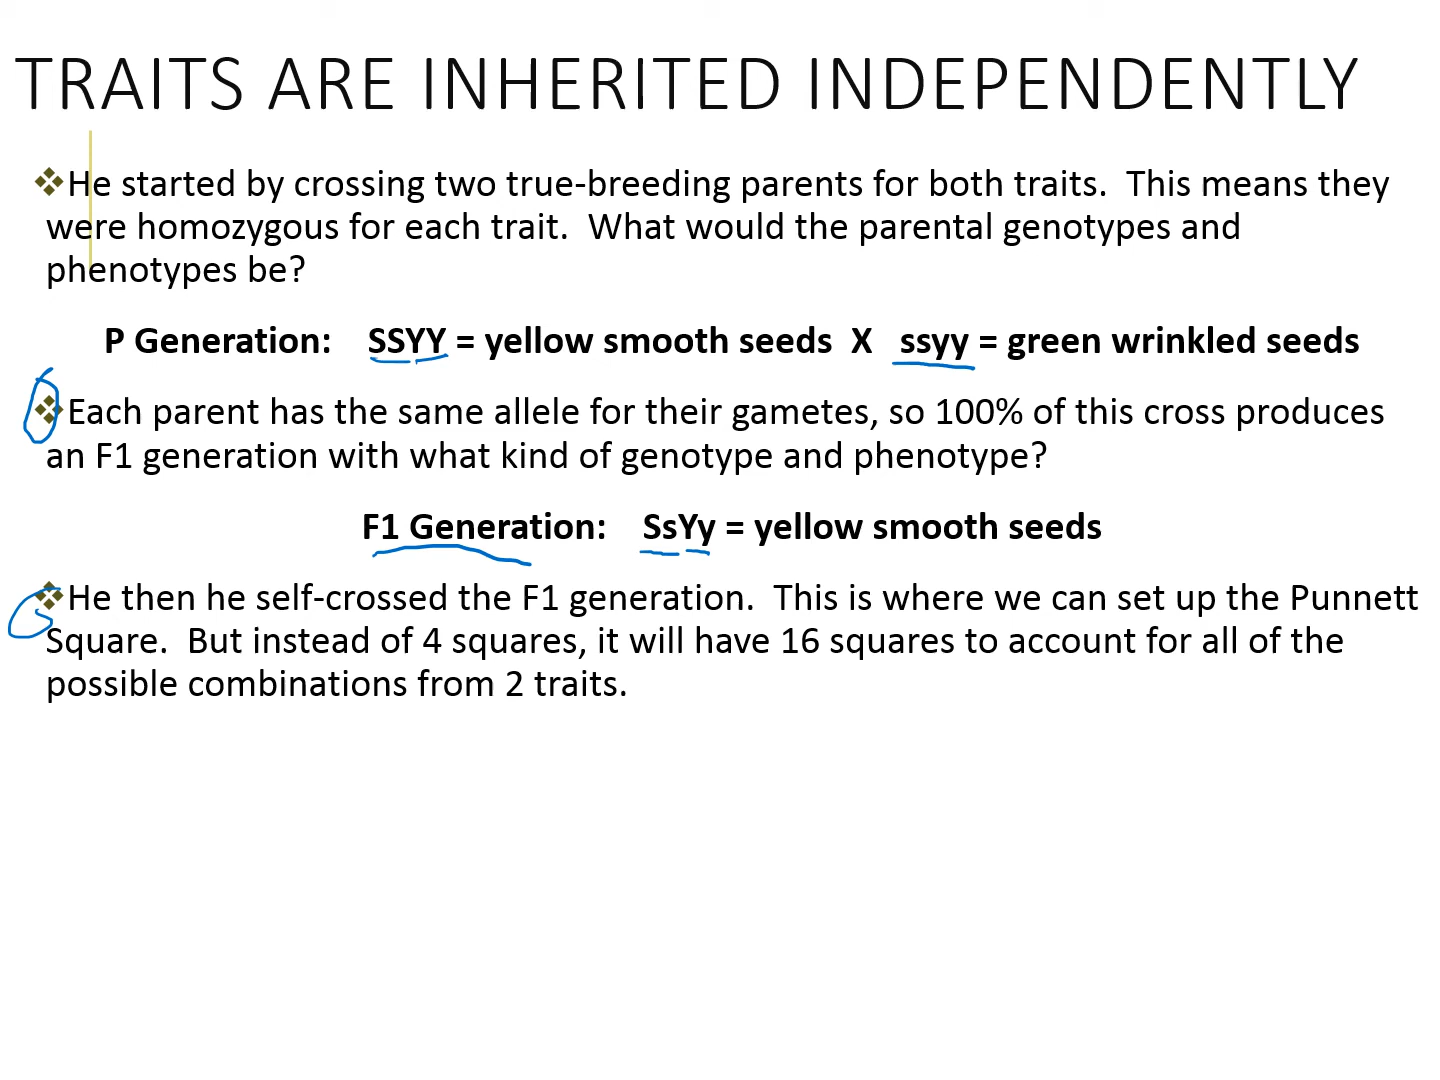 TRAITS ARE INHERITED INDEPENDENTLY
He started by crossing two true-breeding parents for both traits.  This means they
were homozygous for each trait.  What would the parental genotypes and
phenotypes be?
P Generation:    SSYY = yellow smooth seeds  X   ssyy = green wrinkled seeds
Each parent has the same allele for their gametes, so 100% of this cross produces
an F1 generation with what kind of genotype and phenotype?
F1 Generation:    SsYy = yellow smooth seeds
He then he self-crossed the F1 generation.  This is where we can set up the Punnett
Square.  But instead of 4 squares, it will have 16 squares to account for all of the
possible combinations from 2 traits.